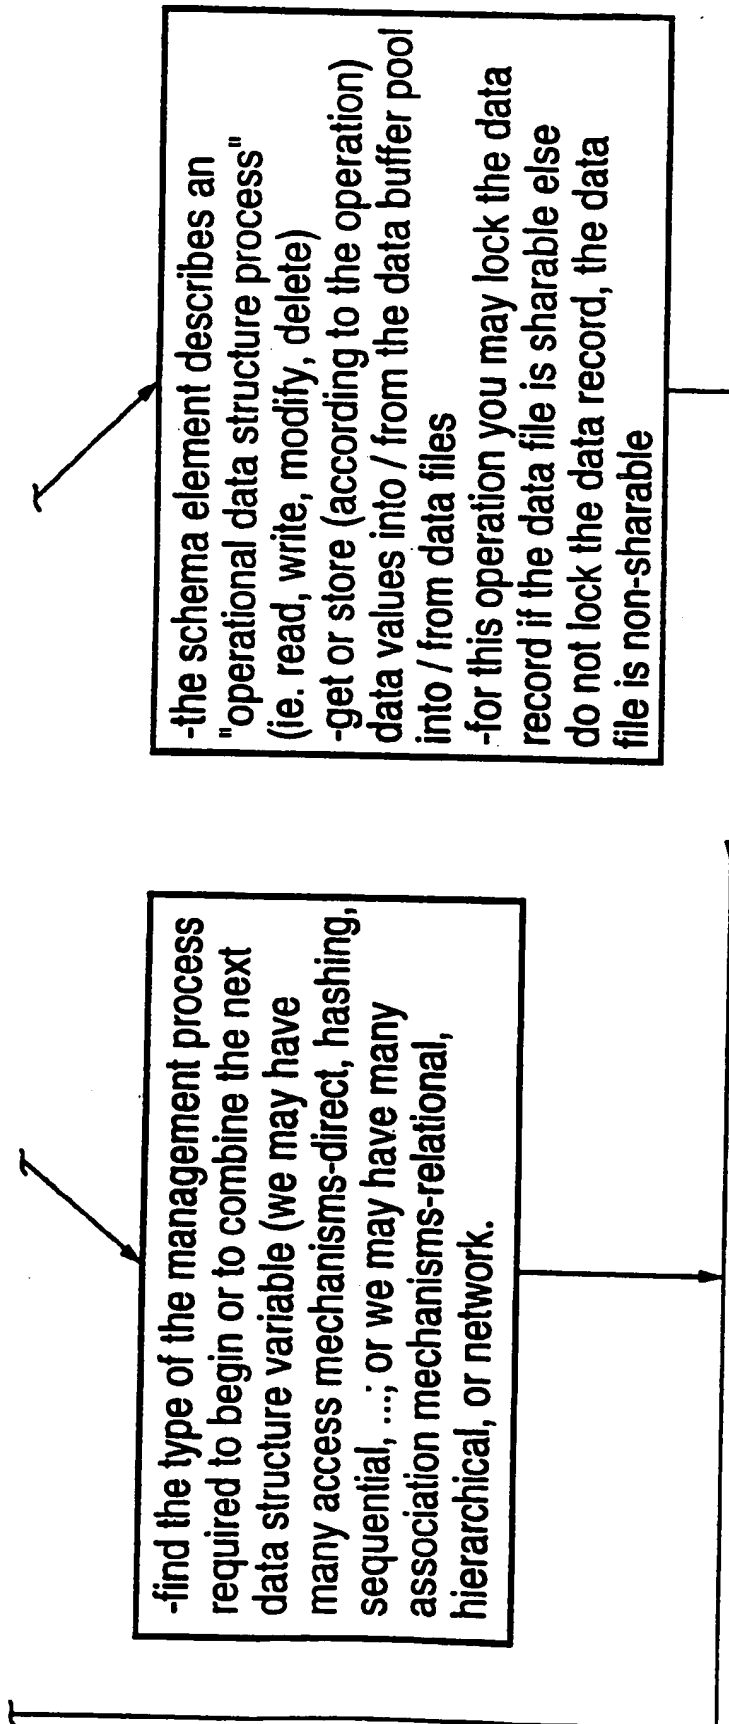 -find the type of the management process
required to begin or to combine the next
data structure variable (we may have
many access mechanisms-direct, hashing,
sequential, ...; or we may have many
association mechanisms-relational,
hierarchical, or network.
-the schema element describes an
"operational data structure process"
(ie. read, write, modify, delete)
-get or store (according to the operation)
data values into / from the data buffer pool
into / from data files
-for this operation you may lock the data
record if the data file is sharable else
do not lock the data record, the data
file is non-sharable